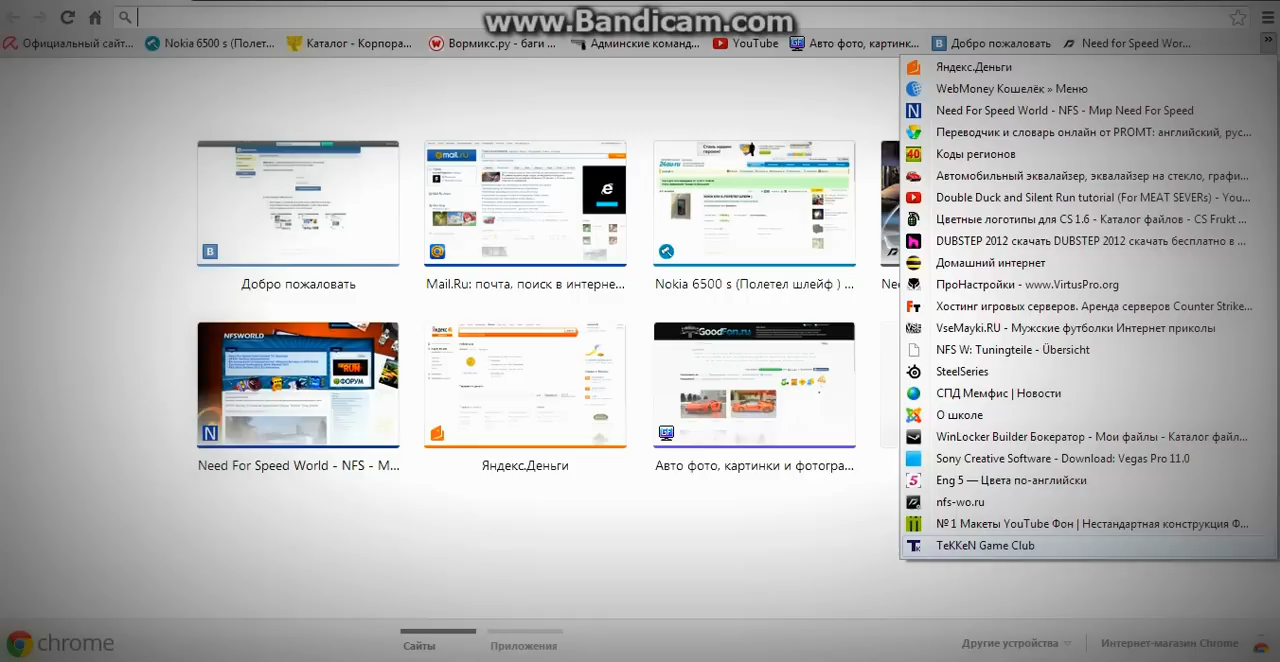 www.Bandicam.com
Официальный сайт...
Nokia 6500 s (Полет...
Каталог - Корпора...
Вормикс.ру - баги ...
Админские команд...
YouTube
Авто фото, картинк...
Добро пожаловать
Need for Speed Wor...
»
Яндекс.Деньги
WebMoney Кошелёк » Меню
Need For Speed World - NFS - Мир Need For Speed
Переводчик и словарь онлайн от PROMT: английский, рус...
Коды регионов
Автомобильный эквалайзер, эквалайзер на стекло, графи...
Double Duck and Silent Run tutorial (For MEAT SEVERs) - You...
Цветные логотипы для CS 1.6 - Каталог файлов - CS Frukt ...
DUBSTEP 2012 скачать DUBSTEP 2012 скачать бесплатно в ...
Домашний интернет
ПроНастройки - www.VirtusPro.org
Хостинг игровых серверов. Аренда серверов Counter Strike...
VseMayki.RU - Мужские футболки Интернет приколы
NFS W: Tuningteile - Übersicht
SteelSeries
СПД Мемфис | Новости
О школе
WinLocker Builder Бокератор - Мои файлы - Каталог файл...
Sony Creative Software - Download: Vegas Pro 11.0
Eng 5 — Цвета по-английски
nfs-wo.ru
№1 Макеты YouTube Фон | Нестандартная конструкция Ф...
TeKKeN Game Club
@mail.ru
Добро пожаловать
Mail.Ru: почта, поиск в интерне...
Nokia 6500 s (Полетел шлейф ) ...
NFSWORLD
ФОРУМ
GoodFon.ru
Need For Speed World - NFS - М...
Яндекс.Деньги
Авто фото, картинки и фотогра...
chrome
Сайты
Приложения
Другие устройства
Интернет-магазин Chrome